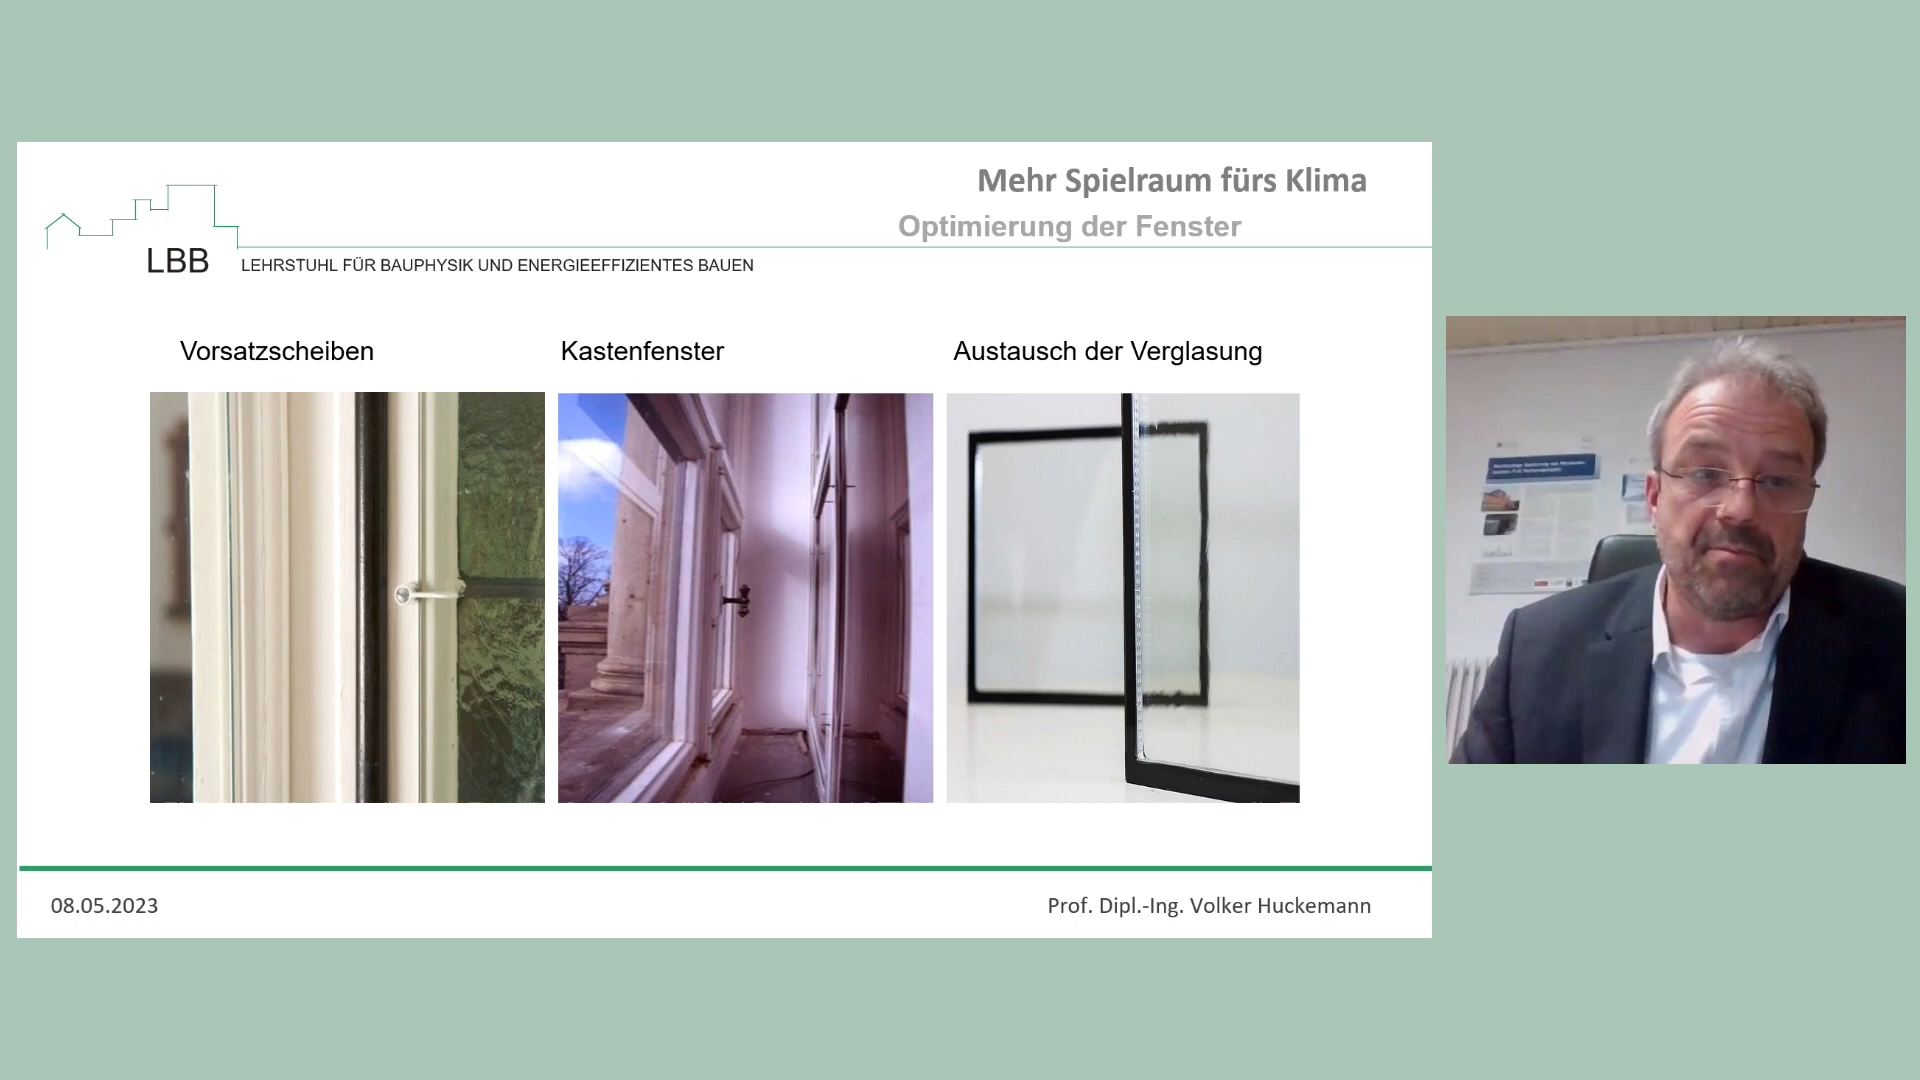 Mehr Spielraum fürs Klima
Optimierung der Fenster
LBB
LEHRSTUHL FÜR BAUPHYSIK UND ENERGIEEFFIZIENTES BAUEN
Vorsatzscheiben
Kastenfenster
Austausch der Verglasung
08.05.2023
Prof. Dipl.-Ing. Volker Huckemann